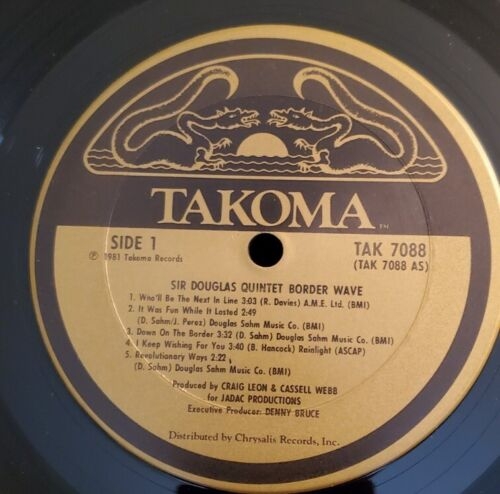 TAKOMA™
SIDE 1
℗ 1981 Takoma Records
TAK 7088
(TAK 7088 AS)
SIR DOUGLAS QUINTET BORDER WAVE
1. Who'll Be The Next In Line 3:03 (R. Davies) A.M.E. Ltd. (BMI)
2. It Was Fun While It Lasted 2:49
(D. Sahm/J. Perez) Douglas Sahm Music Co. (BMI)
3. Down On The Border 3:32 (D. Sahm) Douglas Sahm Music Co. (BMI)
4. I Keep Wishing For You 3:40 (B. Hancock) Rainlight (ASCAP)
5. Revolutionary Ways 2:22
(D. Sahm) Douglas Sahm Music Co. (BMI)
Produced by CRAIG LEON & CASSELL WEBB
for JADAC PRODUCTIONS
Executive Producer: DENNY BRUCE
Distributed by Chrysalis Records, Inc.